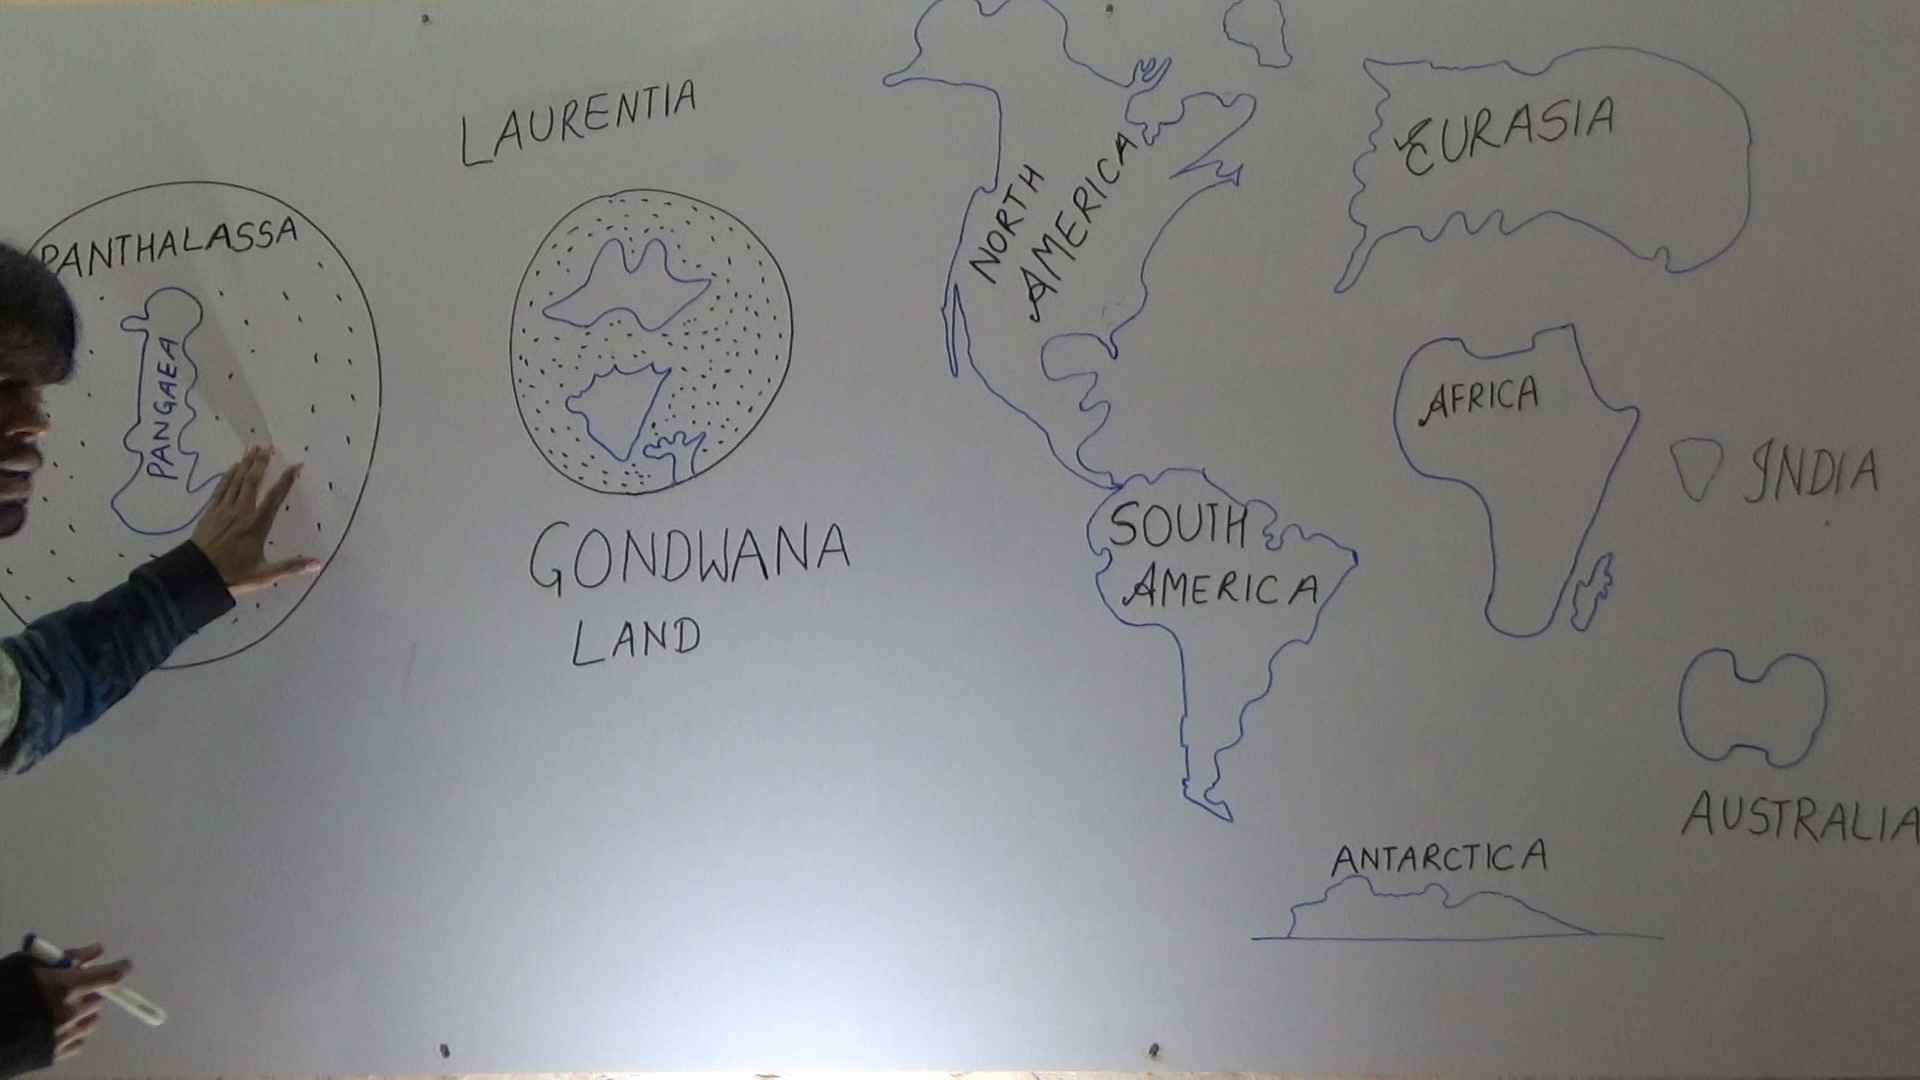 PANTHALASSA
PANGAEA
LAURENTIA
GONDWANA
LAND
NORTH
AMERICA
SOUTH
AMERICA
EURASIA
AFRICA
INDIA
AUSTRALIA
ANTARCTICA